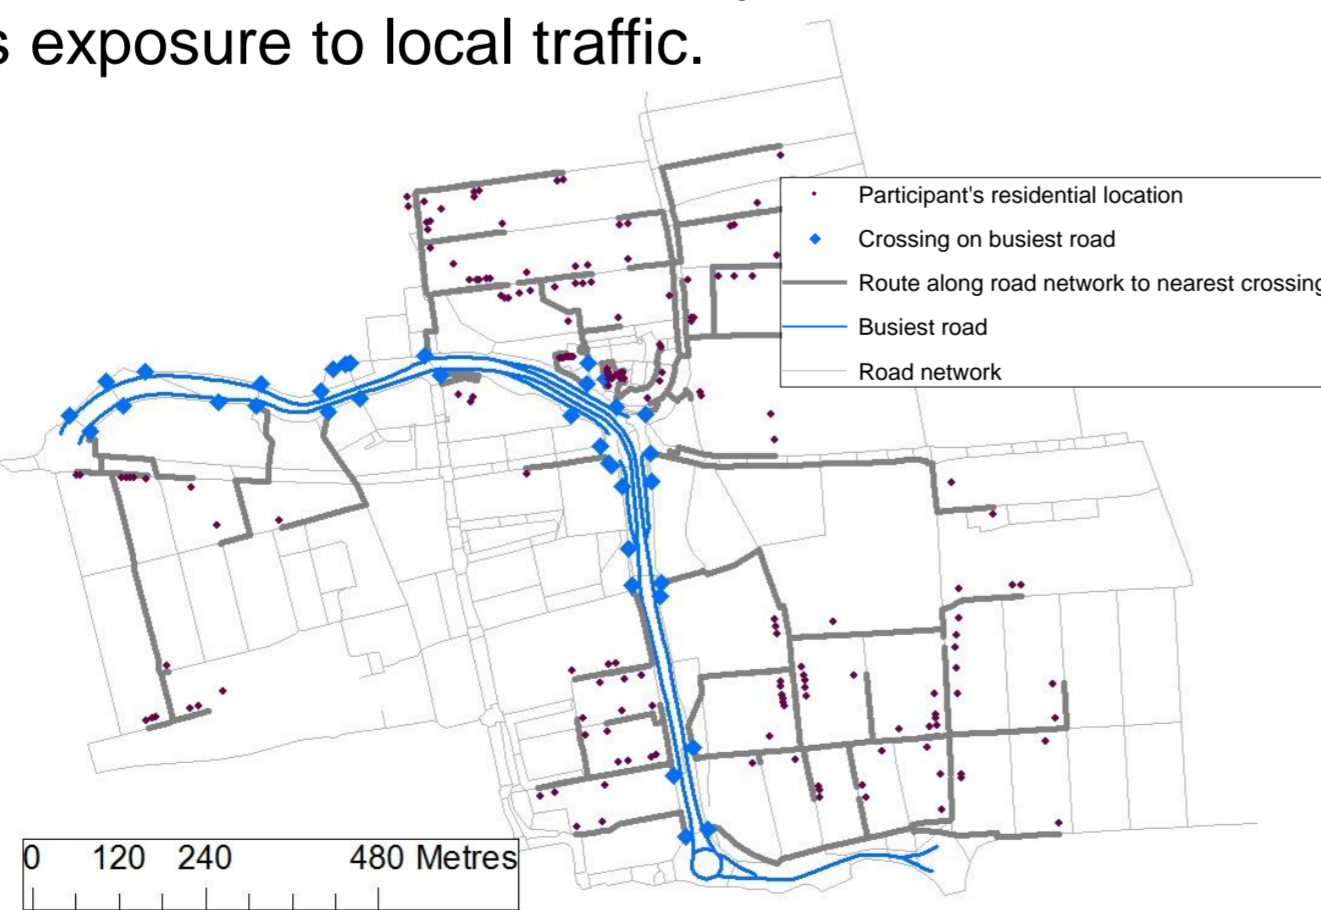 s exposure to local traffic.
Participant's residential location
Crossing on busiest road
Route along road network to nearest crossing
Busiest road
Road network
0 120 240 480 Metres